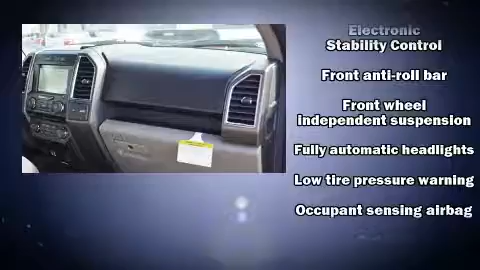 Electronic
Stability Control
Front anti-roll bar
Front wheel
independent suspension
Fully automatic headlights
Low tire pressure warning
Occupant sensing airbag